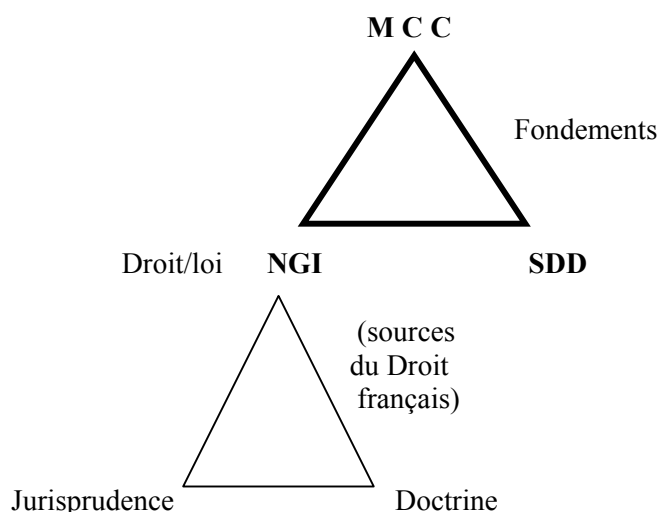 M C C
Fondements
Droit/loi NGI SDD
(sources
du Droit
français)
Jurisprudence Doctrine